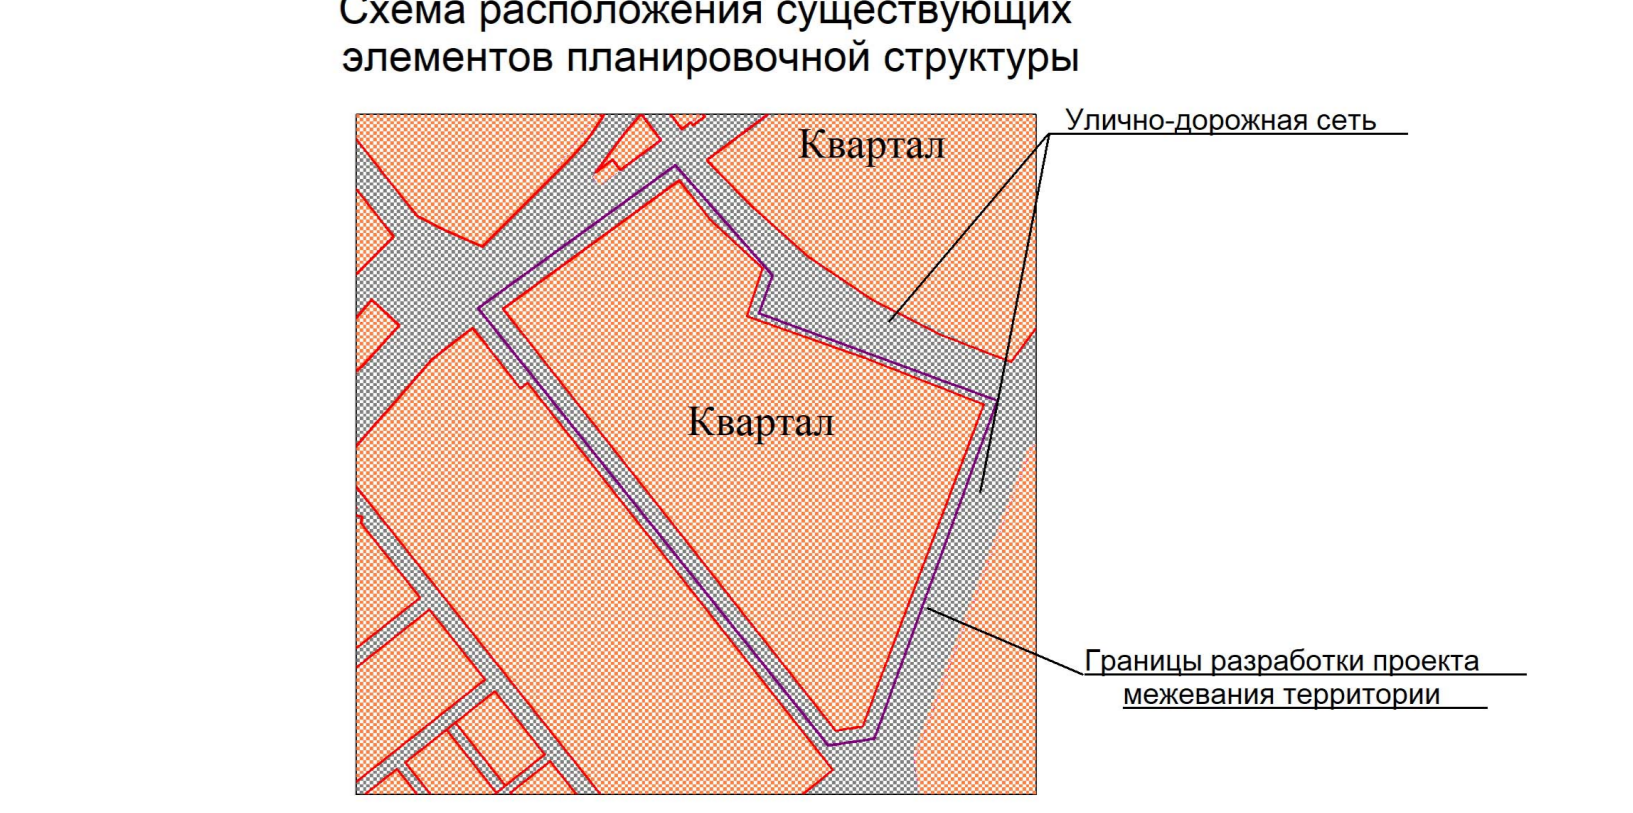 Схема расположения существующих
элементов планировочной структуры
Улично-дорожная сеть
Квартал
Квартал
Границы разработки проекта
межевания территории